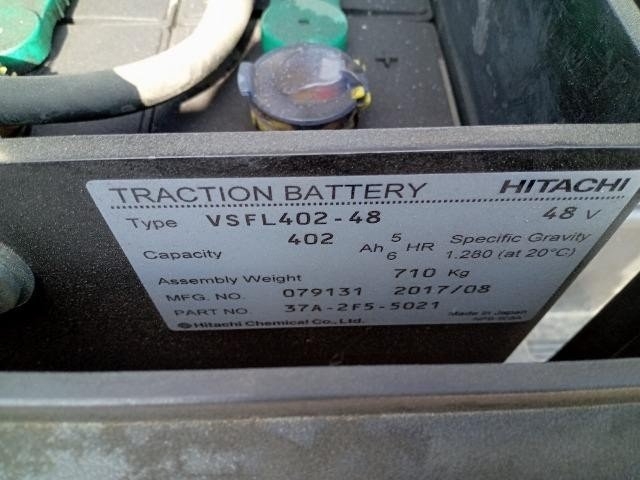 TRACTION BATTERY HITACHI
Type VSFL402-48 48 V
Capacity 402 Ah 5/6 HR Specific Gravity
1.280 (at 20°C)
Assembly Weight 710 Kg
MFG. NO. 079131 2017/08
PART NO. 37A-2F5-5021
Hitachi Chemical Co., Ltd. Made in Japan